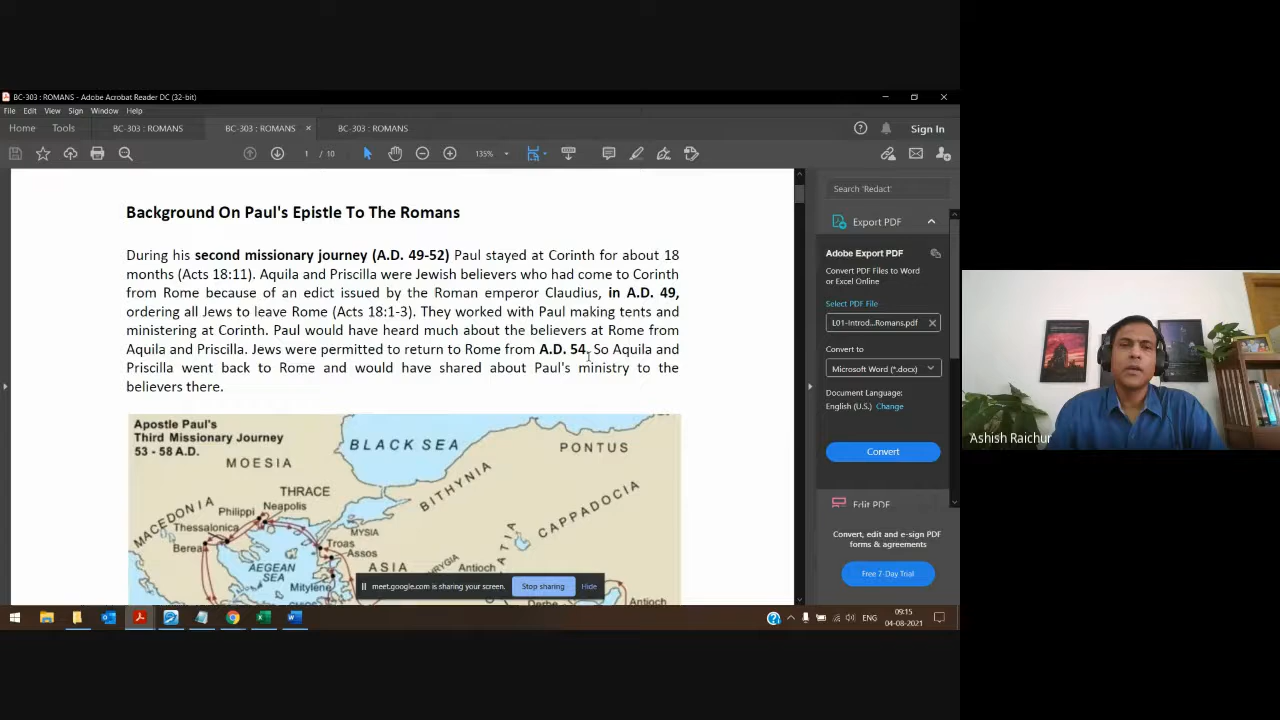 BC-303 : ROMANS - Adobe Acrobat Reader DC (32-bit)
File Edit View Sign Window Help
Home Tools BC-303 : ROMANS BC-303 : ROMANS × BC-303 : ROMANS Sign In
1 / 10 135%
Background On Paul's Epistle To The Romans
During his second missionary journey (A.D. 49-52) Paul stayed at Corinth for about 18
months (Acts 18:11). Aquila and Priscilla were Jewish believers who had come to Corinth
from Rome because of an edict issued by the Roman emperor Claudius, in A.D. 49,
ordering all Jews to leave Rome (Acts 18:1-3). They worked with Paul making tents and
ministering at Corinth. Paul would have heard much about the believers at Rome from
Aquila and Priscilla. Jews were permitted to return to Rome from A.D. 54. So Aquila and
Priscilla went back to Rome and would have shared about Paul's ministry to the
believers there.
Apostle Paul's
Third Missionary Journey
53 - 58 A.D.
BLACK SEA
PONTUS
MOESIA
BITHYNIA
THRACE
CAPPADOCIA
Neapolis
Philippi
MACEDONIA
Thessalonica
MYSIA
Berea
Troas
Assos
ASIA
AEGEAN
SEA
Antioch
Mitylene
Derbe
Antioch
meet.google.com is sharing your screen. Stop sharing Hide
Search 'Redact'
Export PDF
Adobe Export PDF
Convert PDF Files to Word
or Excel Online
Select PDF File
L01-Introd...Romans.pdf
Convert to
Microsoft Word (*.docx)
Document Language:
English (U.S.) Change
Convert
Edit PDF
Convert, edit and e-sign PDF
forms & agreements
Free 7-Day Trial
ENG
09:15
04-08-2021
Ashish Raichur